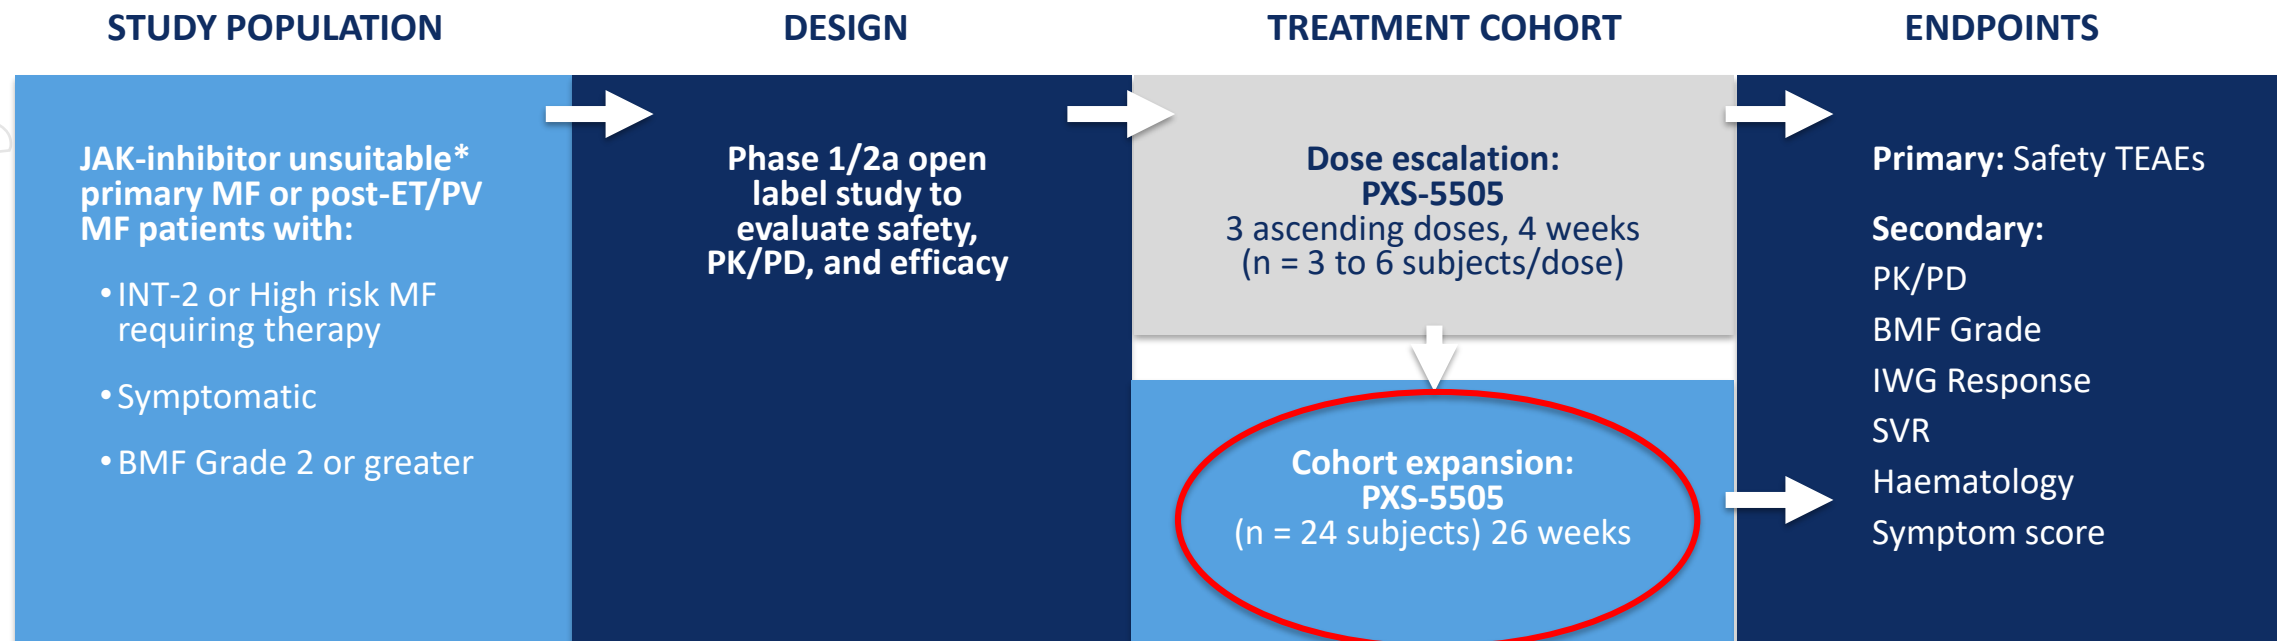 STUDY POPULATION
JAK-inhibitor unsuitable*
primary MF or post-ET/PV
MF patients with:
• INT-2 or High risk MF
requiring therapy
• Symptomatic
• BMF Grade 2 or greater
DESIGN
Phase 1/2a open
label study to
evaluate safety,
PK/PD, and efficacy
TREATMENT COHORT
Dose escalation:
PXS-5505
3 ascending doses, 4 weeks
(n = 3 to 6 subjects/dose)
Cohort expansion:
PXS-5505
(n = 24 subjects) 26 weeks
ENDPOINTS
Primary: Safety TEAEs
Secondary:
PK/PD
BMF Grade
IWG Response
SVR
Haematology
Symptom score